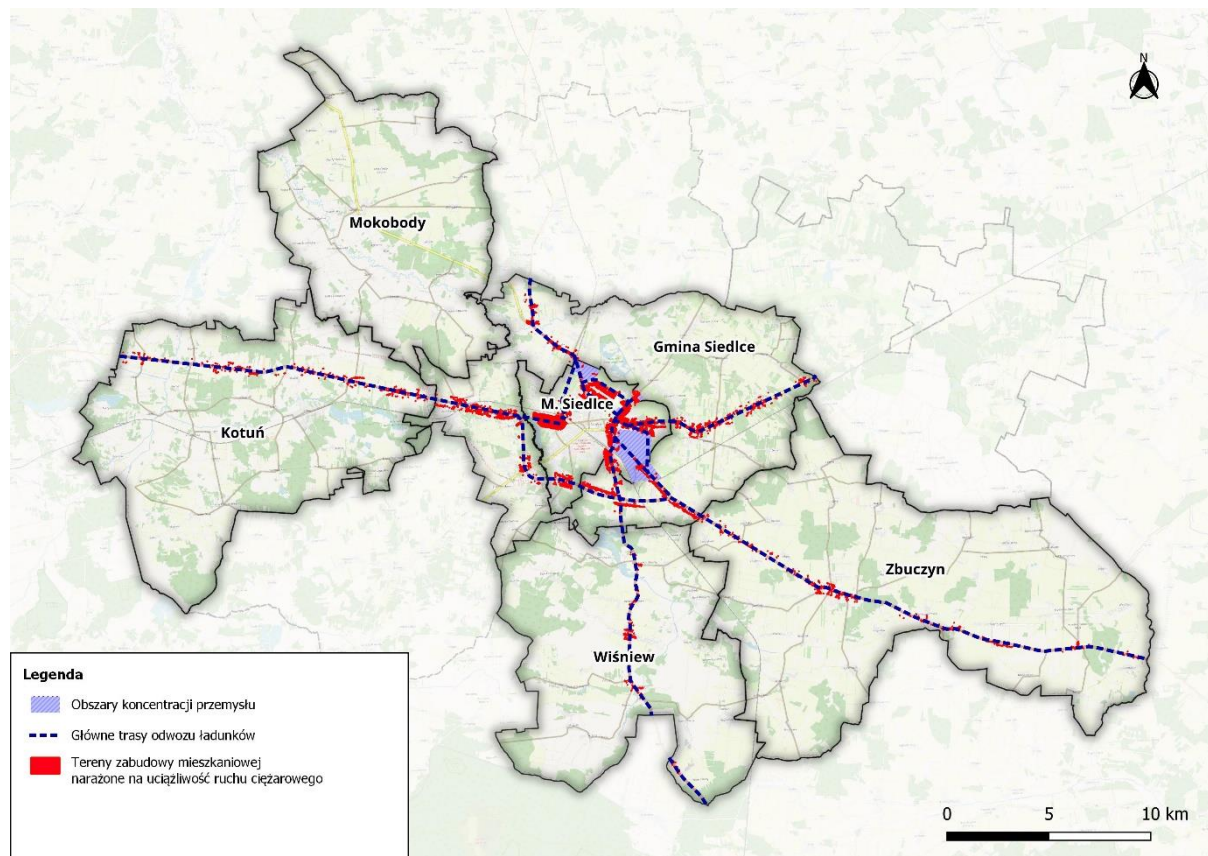 N
Mokobody
Gmina Siedlce
M. Siedlce
Kotuń
Zbuczyn
Wiśniew
Legenda
Obszary koncentracji przemysłu
Główne trasy odwozu ładunków
Tereny zabudowy mieszkaniowej
narażone na uciążliwość ruchu ciężarowego
0 5 10 km